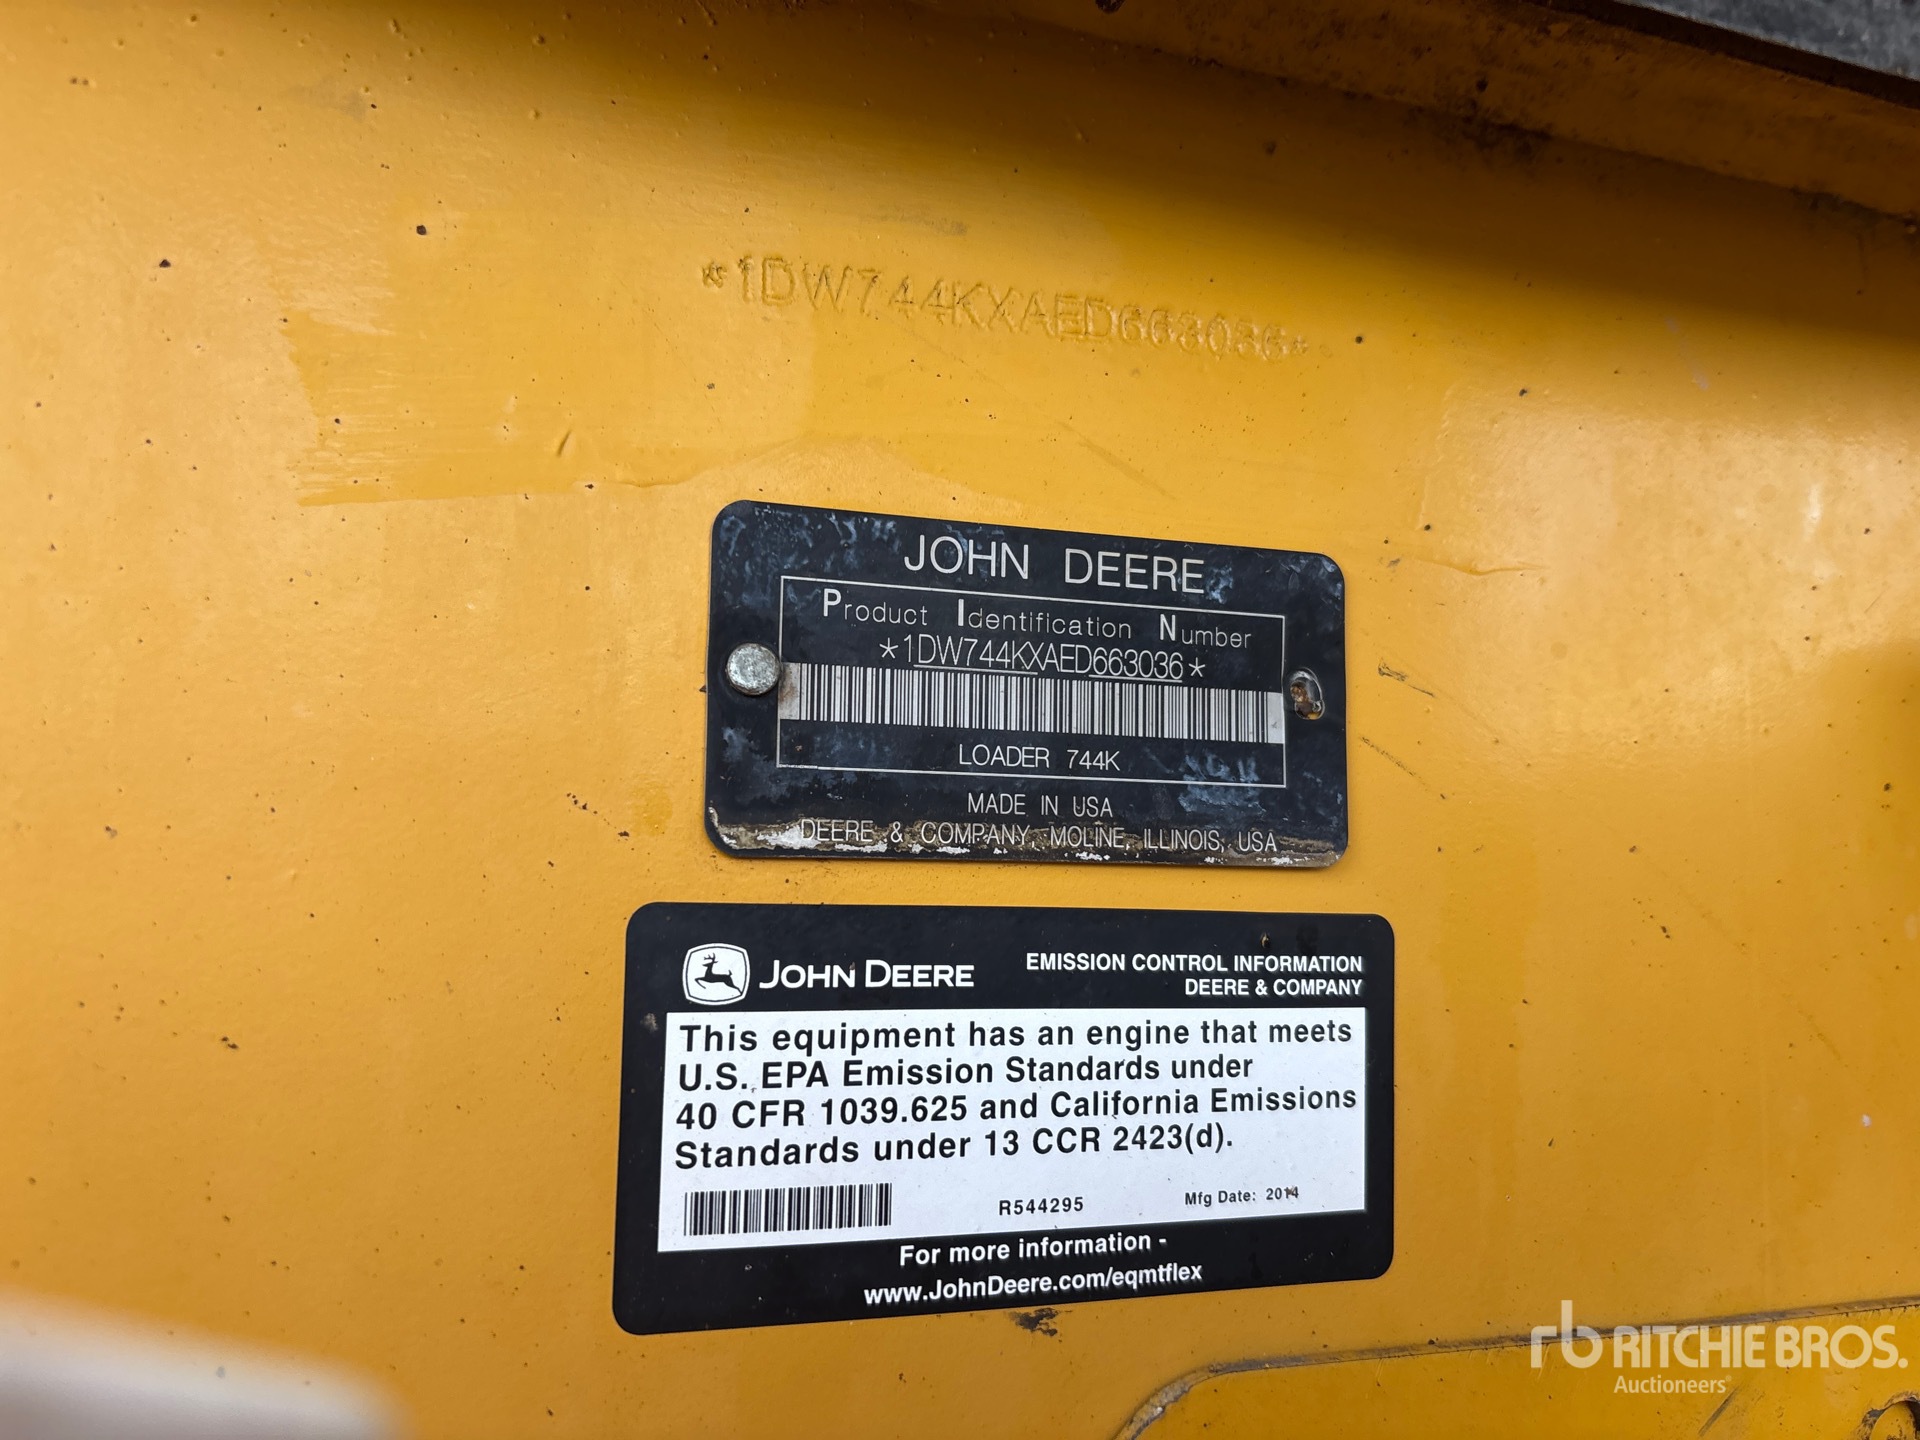 *1DW744KXAED663036*
JOHN DEERE
Product Identification Number
*1DW744KXAED663036*
LOADER 744K
MADE IN USA
DEERE & COMPANY, MOLINE, ILLINOIS, USA
JOHN DEERE
EMISSION CONTROL INFORMATION
DEERE & COMPANY
This equipment has an engine that meets
U.S. EPA Emission Standards under
40 CFR 1039.625 and California Emissions
Standards under 13 CCR 2423(d).
R544295
Mfg Date: 2014
For more information -
www.JohnDeere.com/eqmtflex
rb RITCHIE BROS.
Auctioneers